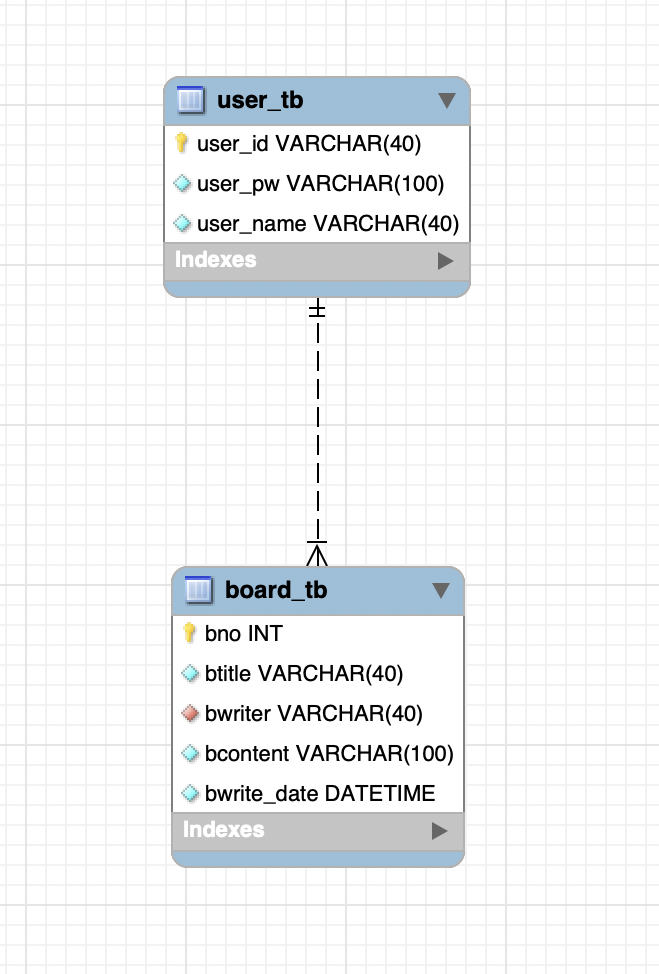 user_tb
user_id VARCHAR(40)
user_pw VARCHAR(100)
user_name VARCHAR(40)
Indexes
board_tb
bno INT
btitle VARCHAR(40)
bwriter VARCHAR(40)
bcontent VARCHAR(100)
bwrite_date DATETIME
Indexes